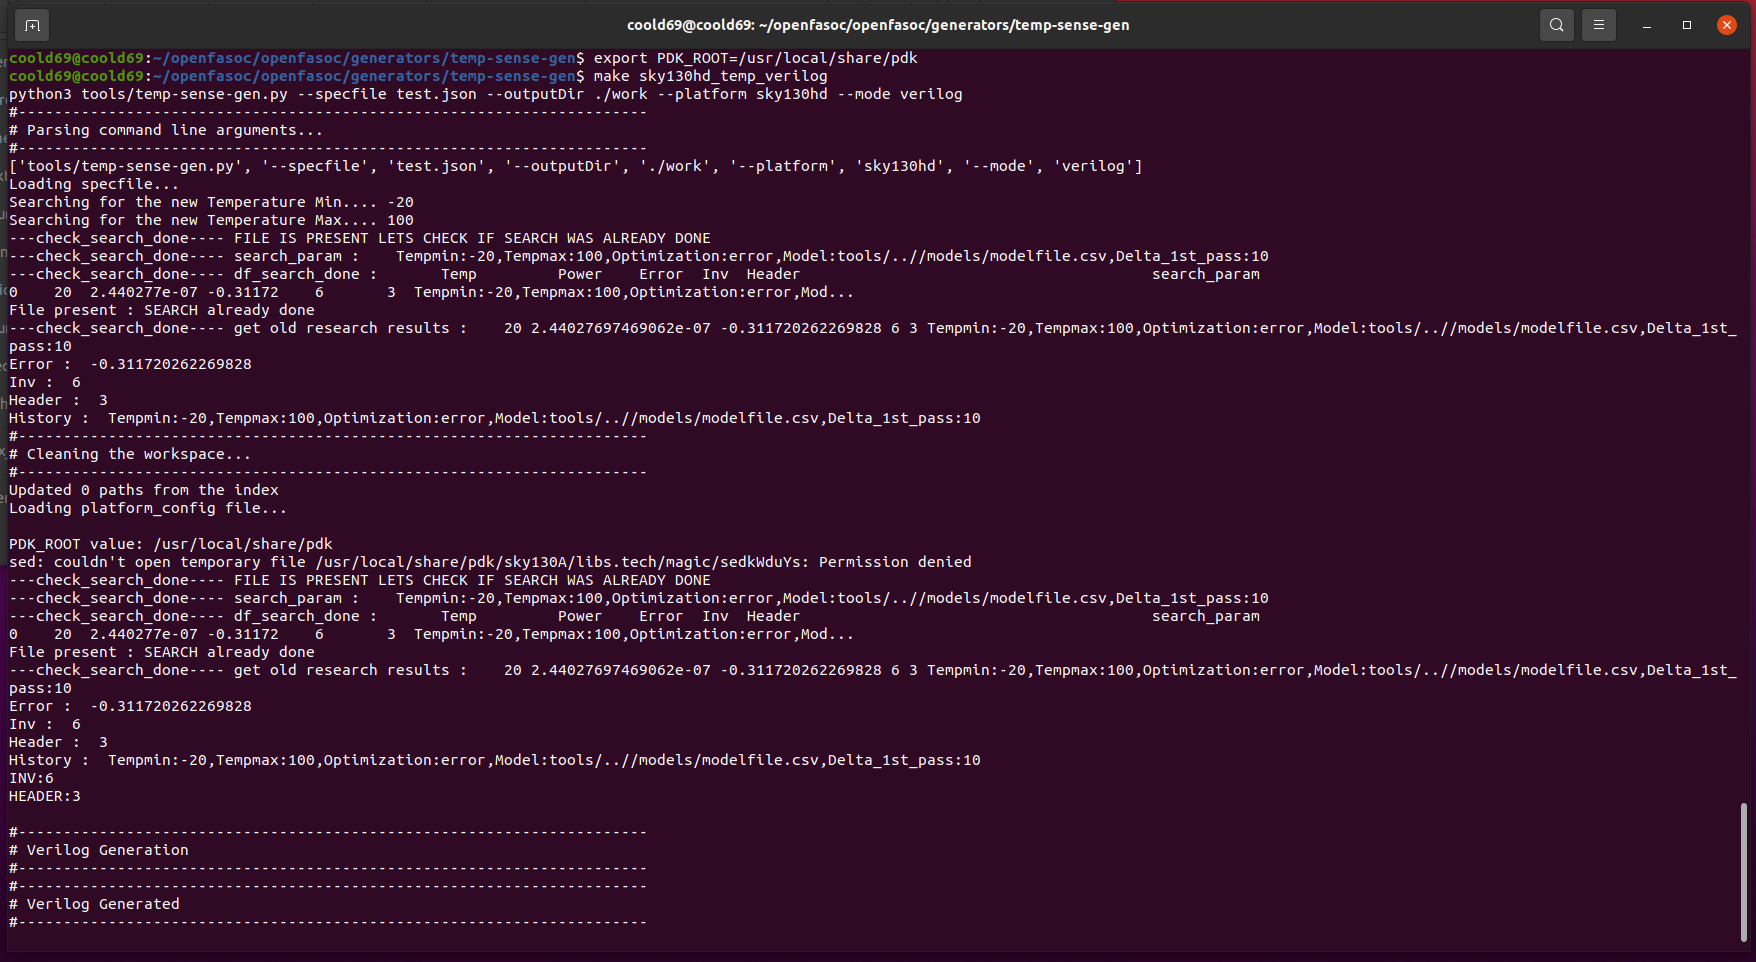 coold69@coold69: ~/openfasoc/openfasoc/generators/temp-sense-gen
coold69@coold69:~/openfasoc/openfasoc/generators/temp-sense-gen$ export PDK_ROOT=/usr/local/share/pdk
coold69@coold69:~/openfasoc/openfasoc/generators/temp-sense-gen$ make sky130hd_temp_verilog
python3 tools/temp-sense-gen.py --specfile test.json --outputDir ./work --platform sky130hd --mode verilog
#----------------------------------------------------------------------
# Parsing command line arguments...
#----------------------------------------------------------------------
['tools/temp-sense-gen.py', '--specfile', 'test.json', '--outputDir', './work', '--platform', 'sky130hd', '--mode', 'verilog']
Loading specfile...
Searching for the new Temperature Min.... -20
Searching for the new Temperature Max.... 100
---check_search_done---- FILE IS PRESENT LETS CHECK IF SEARCH WAS ALREADY DONE
---check_search_done---- search_param :    Tempmin:-20,Tempmax:100,Optimization:error,Model:tools/..//models/modelfile.csv,Delta_1st_pass:10
---check_search_done---- df_search_done :       Temp         Power    Error  Inv  Header                                       search_param
0    20  2.440277e-07 -0.31172    6       3  Tempmin:-20,Tempmax:100,Optimization:error,Mod...
File present : SEARCH already done
---check_search_done---- get old research results :    20 2.44027697469062e-07 -0.311720262269828 6 3 Tempmin:-20,Tempmax:100,Optimization:error,Model:tools/..//models/modelfile.csv,Delta_1st_
pass:10
Error :  -0.311720262269828
Inv :  6
Header :  3
History :  Tempmin:-20,Tempmax:100,Optimization:error,Model:tools/..//models/modelfile.csv,Delta_1st_pass:10
#----------------------------------------------------------------------
# Cleaning the workspace...
#----------------------------------------------------------------------
Updated 0 paths from the index
Loading platform_config file...
PDK_ROOT value: /usr/local/share/pdk
sed: couldn't open temporary file /usr/local/share/pdk/sky130A/libs.tech/magic/sedkWduYs: Permission denied
---check_search_done---- FILE IS PRESENT LETS CHECK IF SEARCH WAS ALREADY DONE
---check_search_done---- search_param :    Tempmin:-20,Tempmax:100,Optimization:error,Model:tools/..//models/modelfile.csv,Delta_1st_pass:10
---check_search_done---- df_search_done :       Temp         Power    Error  Inv  Header                                       search_param
0    20  2.440277e-07 -0.31172    6       3  Tempmin:-20,Tempmax:100,Optimization:error,Mod...
File present : SEARCH already done
---check_search_done---- get old research results :    20 2.44027697469062e-07 -0.311720262269828 6 3 Tempmin:-20,Tempmax:100,Optimization:error,Model:tools/..//models/modelfile.csv,Delta_1st_
pass:10
Error :  -0.311720262269828
Inv :  6
Header :  3
History :  Tempmin:-20,Tempmax:100,Optimization:error,Model:tools/..//models/modelfile.csv,Delta_1st_pass:10
INV:6
HEADER:3
#----------------------------------------------------------------------
# Verilog Generation
#----------------------------------------------------------------------
#----------------------------------------------------------------------
# Verilog Generated
#----------------------------------------------------------------------